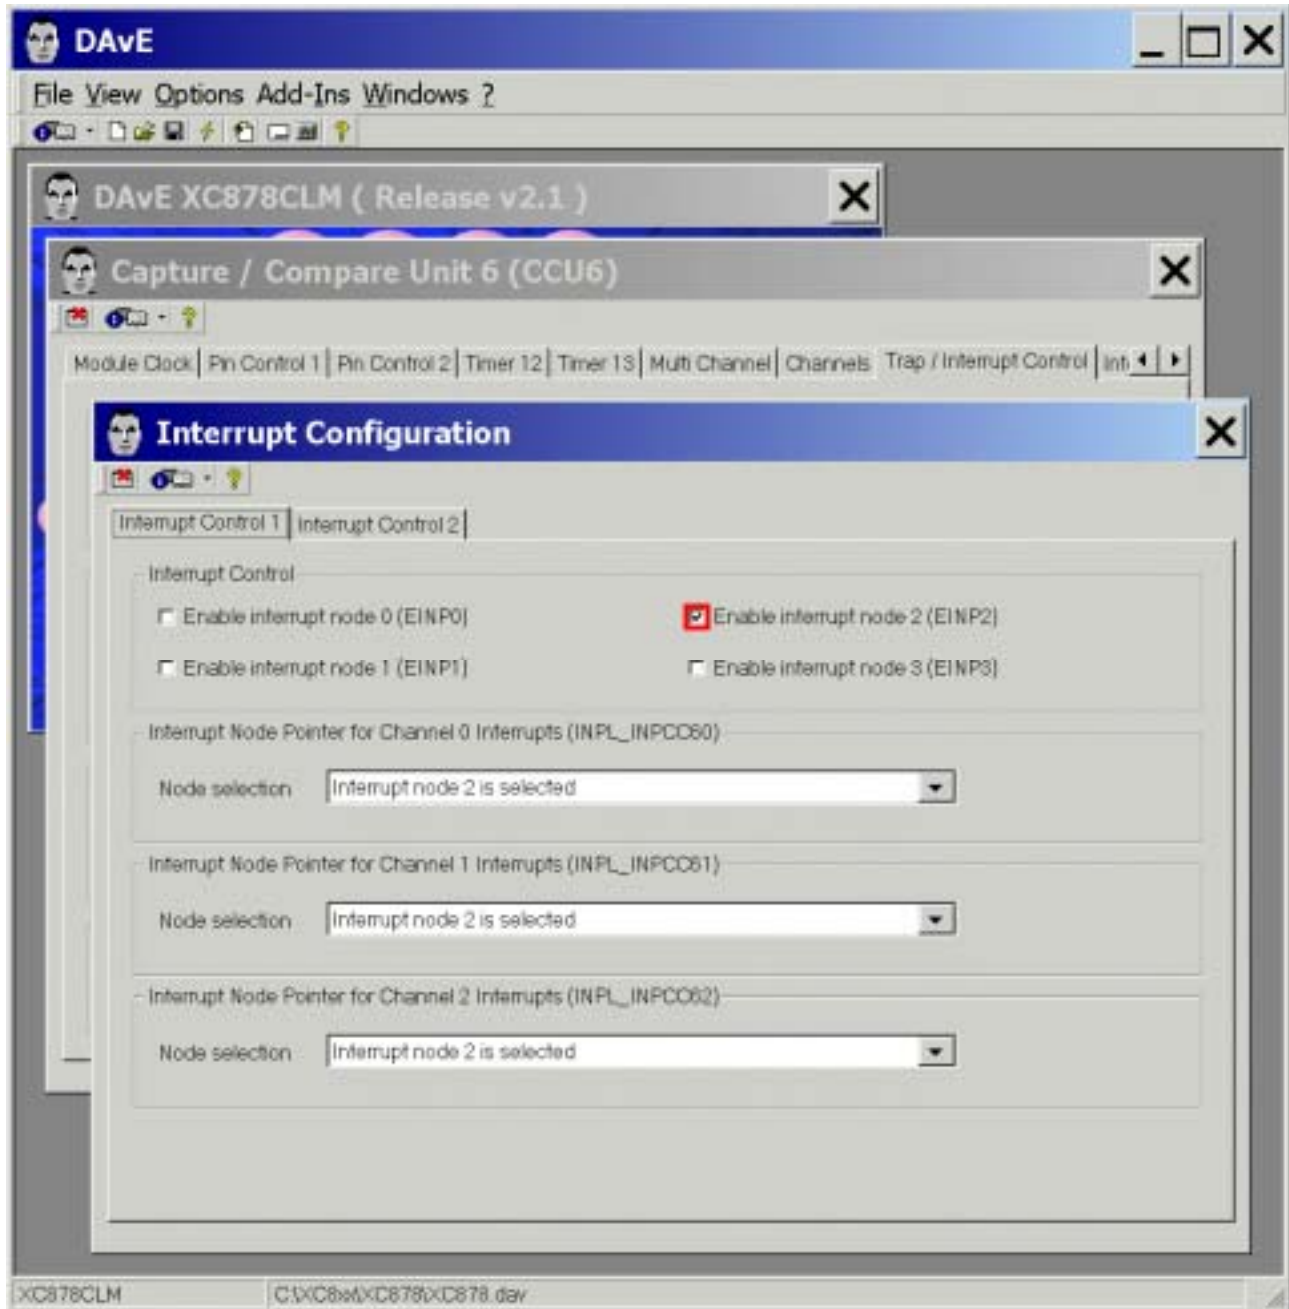 DAvE
File View Options Add-Ins Windows ?
DAvE XC878CLM ( Release v2.1 )
Capture / Compare Unit 6 (CCU6)
Module Clock Pin Control 1 Pin Control 2 Timer 12 Timer 13 Multi Channel Channels Trap / Interrupt Control Int
Interrupt Configuration
Interrupt Control 1 Interrupt Control 2
Interrupt Control
Enable interrupt node 0 (EINP0) Enable interrupt node 2 (EINP2)
Enable interrupt node 1 (EINP1) Enable interrupt node 3 (EINP3)
Interrupt Node Pointer for Channel 0 Interrupts (INPL_INPCC60)
Node selection Interrupt node 2 is selected
Interrupt Node Pointer for Channel 1 Interrupts (INPL_INPCC61)
Node selection Interrupt node 2 is selected
Interrupt Node Pointer for Channel 2 Interrupts (INPL_INPCC62)
Node selection Interrupt node 2 is selected
XC878CLM C:\XC8xx\XC878\XC878.dav